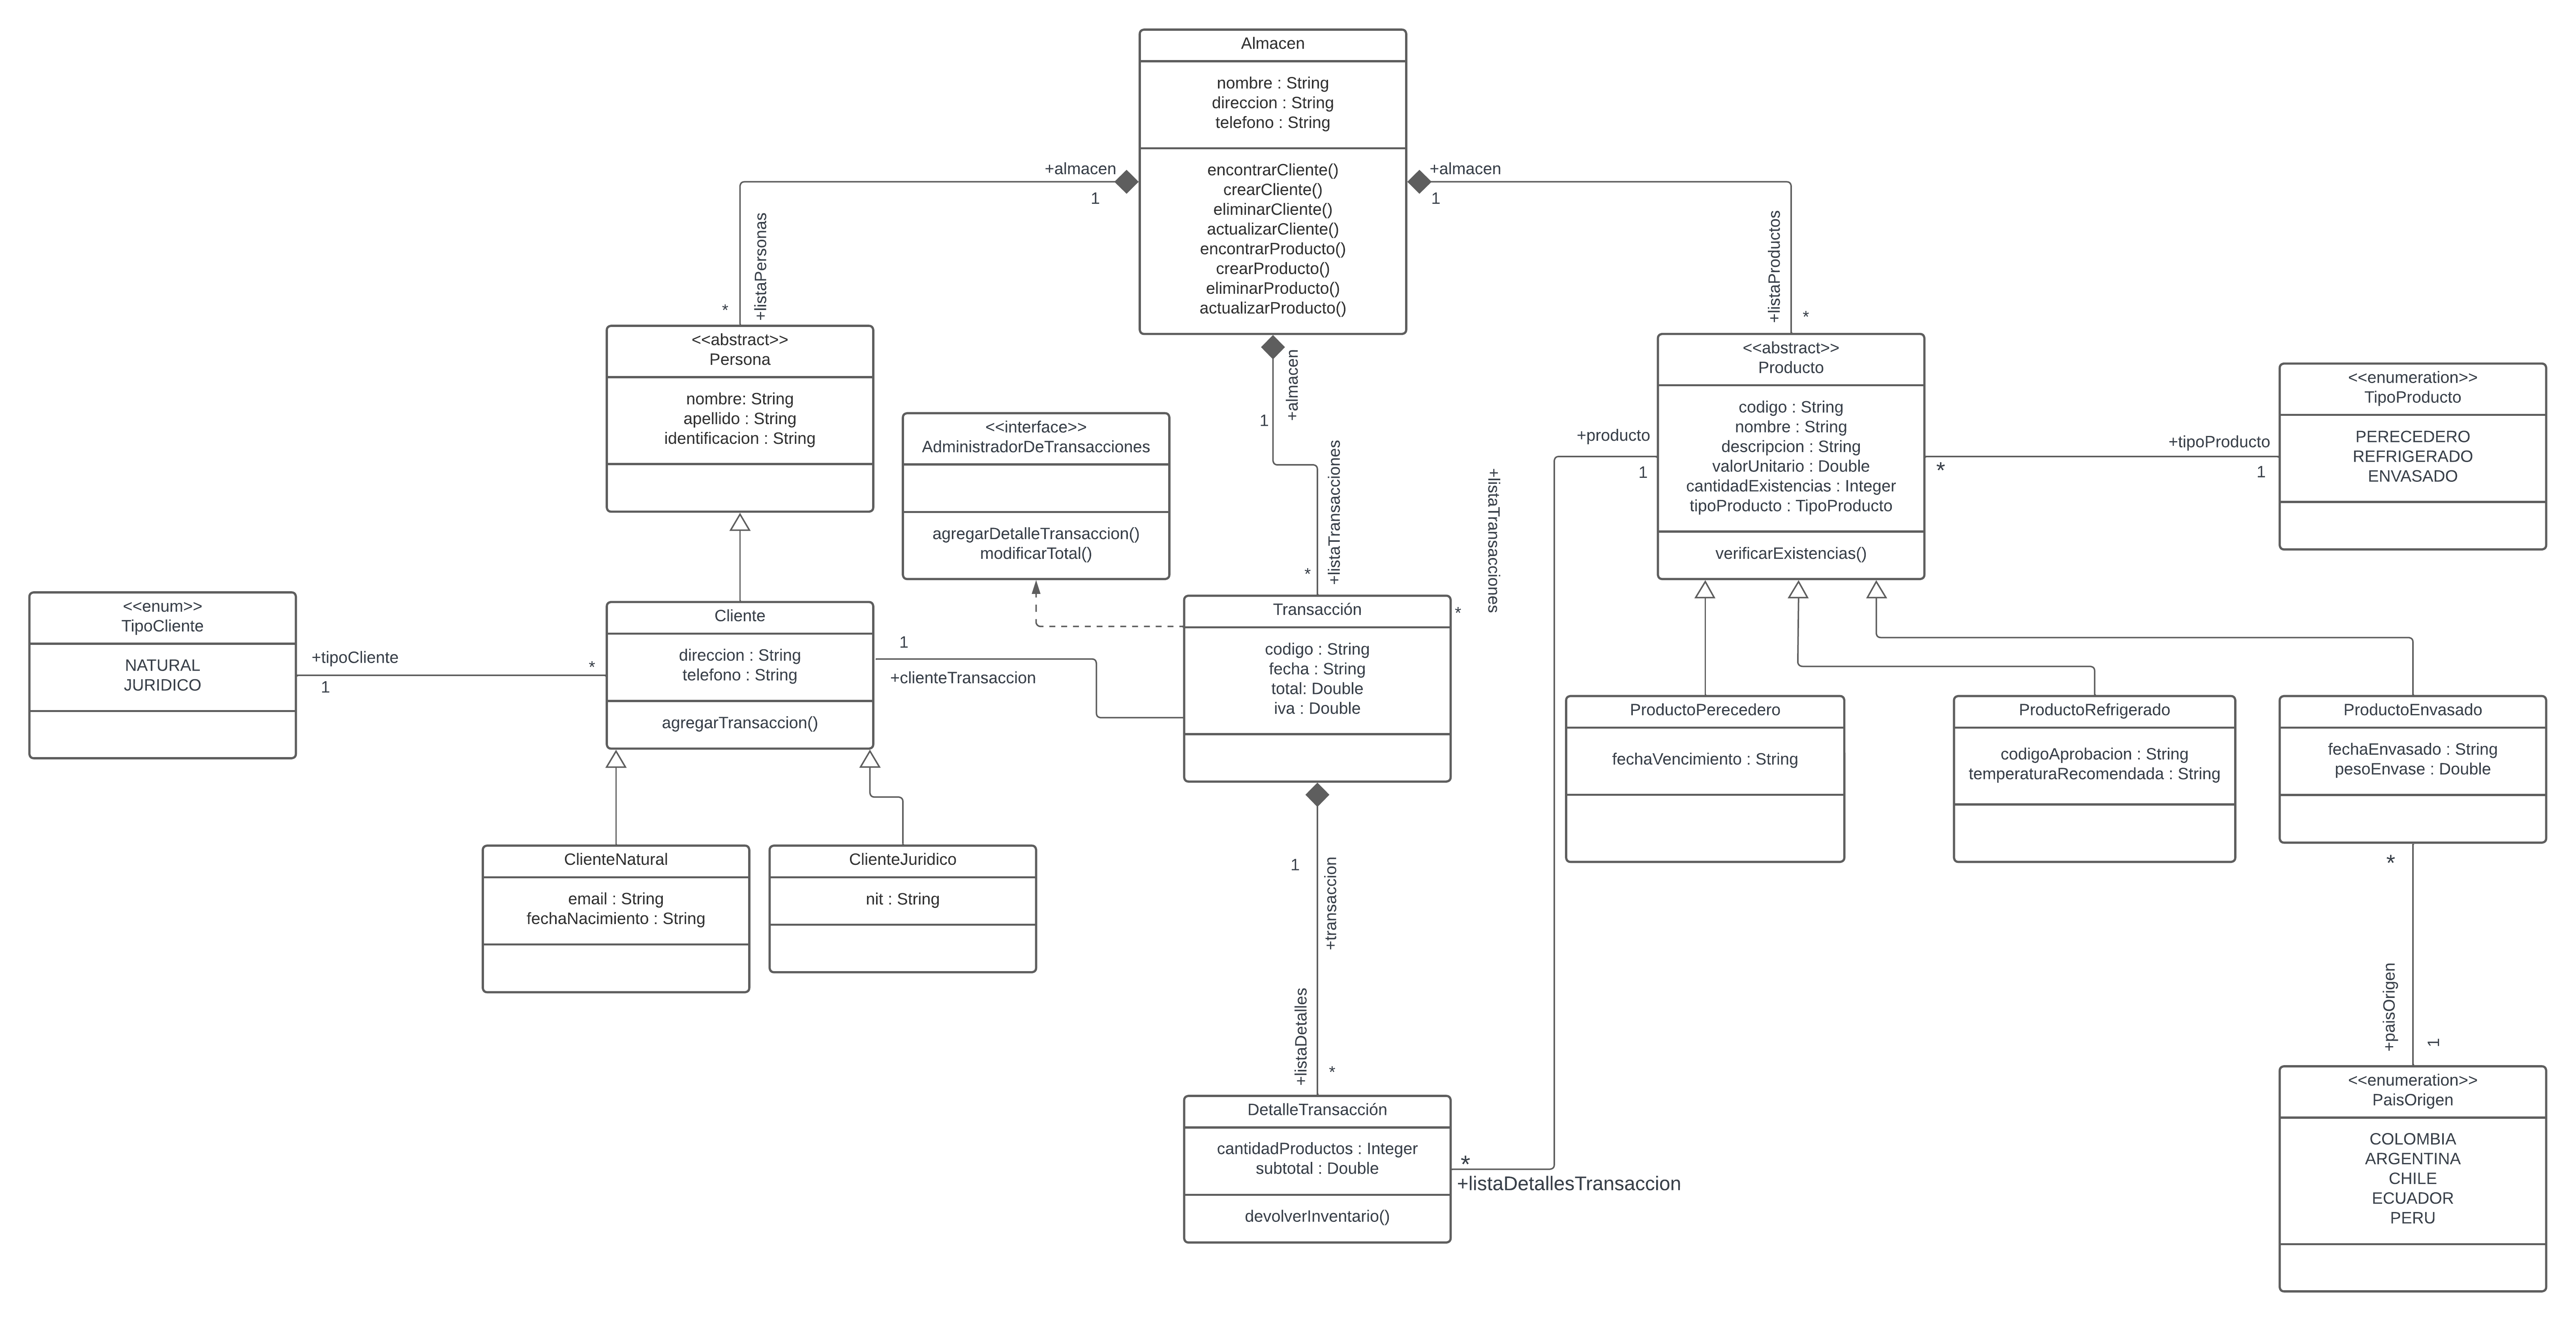 Almacen
nombre : String
direccion : String
telefono : String
encontrarCliente()
crearCliente()
eliminarCliente()
actualizarCliente()
encontrarProducto()
crearProducto()
eliminarProducto()
actualizarProducto()
+almacen
1
+almacen
1
+listaPersonas
*
+listaProductos
*
+almacen
1
+listaTransacciones
*
<<abstract>>
Persona
nombre: String
apellido : String
identificacion : String
<<interface>>
AdministradorDeTransacciones
agregarDetalleTransaccion()
modificarTotal()
+listaTransacciones
*
<<abstract>>
Producto
codigo : String
nombre : String
descripcion : String
valorUnitario : Double
cantidadExistencias : Integer
tipoProducto : TipoProducto
verificarExistencias()
+producto
1
*
+tipoProducto
1
<<enumeration>>
TipoProducto
PERECEDERO
REFRIGERADO
ENVASADO
<<enum>>
TipoCliente
NATURAL
JURIDICO
+tipoCliente
1
*
Cliente
direccion : String
telefono : String
agregarTransaccion()
1
+clienteTransaccion
Transacción
codigo : String
fecha : String
total: Double
iva : Double
ProductoPerecedero
fechaVencimiento : String
ProductoRefrigerado
codigoAprobacion : String
temperaturaRecomendada : String
ProductoEnvasado
fechaEnvasado : String
pesoEnvase : Double
ClienteNatural
email : String
fechaNacimiento : String
ClienteJuridico
nit : String
1
+transaccion
+listaDetalles
*
*
+paisOrigen
1
DetalleTransacción
cantidadProductos : Integer
subtotal : Double
devolverInventario()
*
+listaDetallesTransaccion
<<enumeration>>
PaisOrigen
COLOMBIA
ARGENTINA
CHILE
ECUADOR
PERU